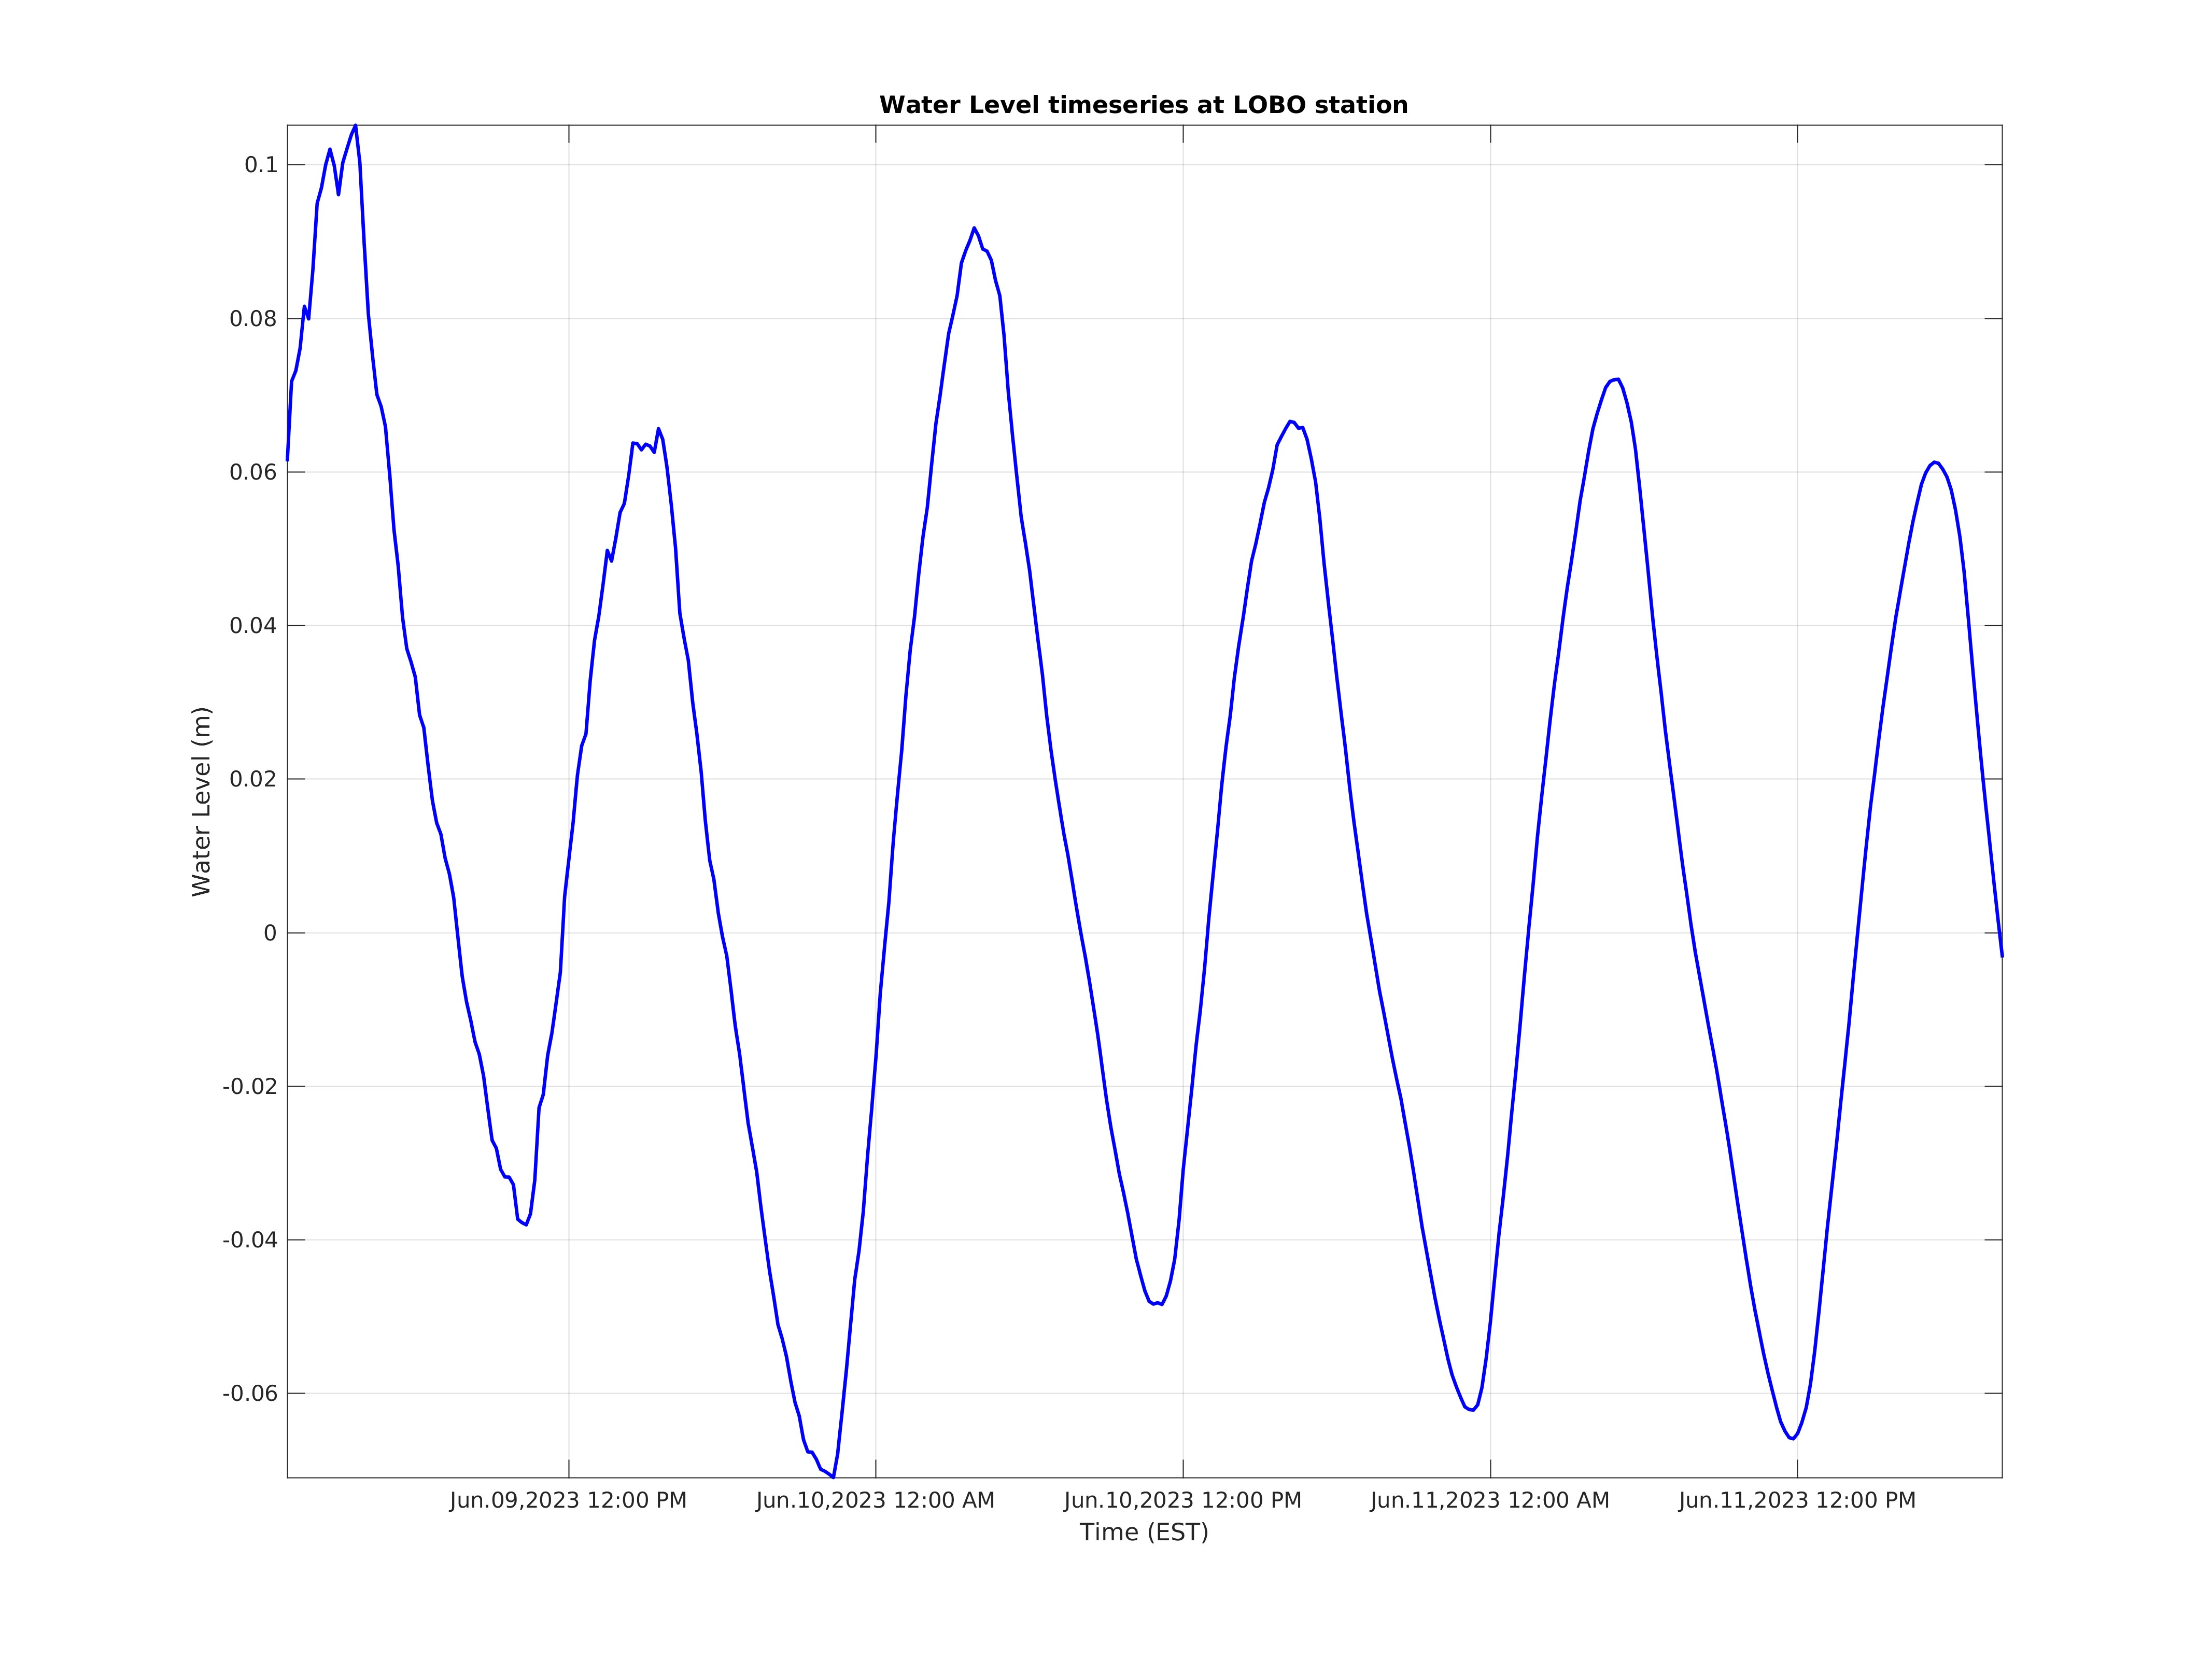 Water Level timeseries at LOBO station
0.1
0.08
0.06
0.04
0.02
0
-0.02
-0.04
-0.06
Water Level (m)
Jun.09,2023 12:00 PM
Jun.10,2023 12:00 AM
Jun.10,2023 12:00 PM
Jun.11,2023 12:00 AM
Jun.11,2023 12:00 PM
Time (EST)